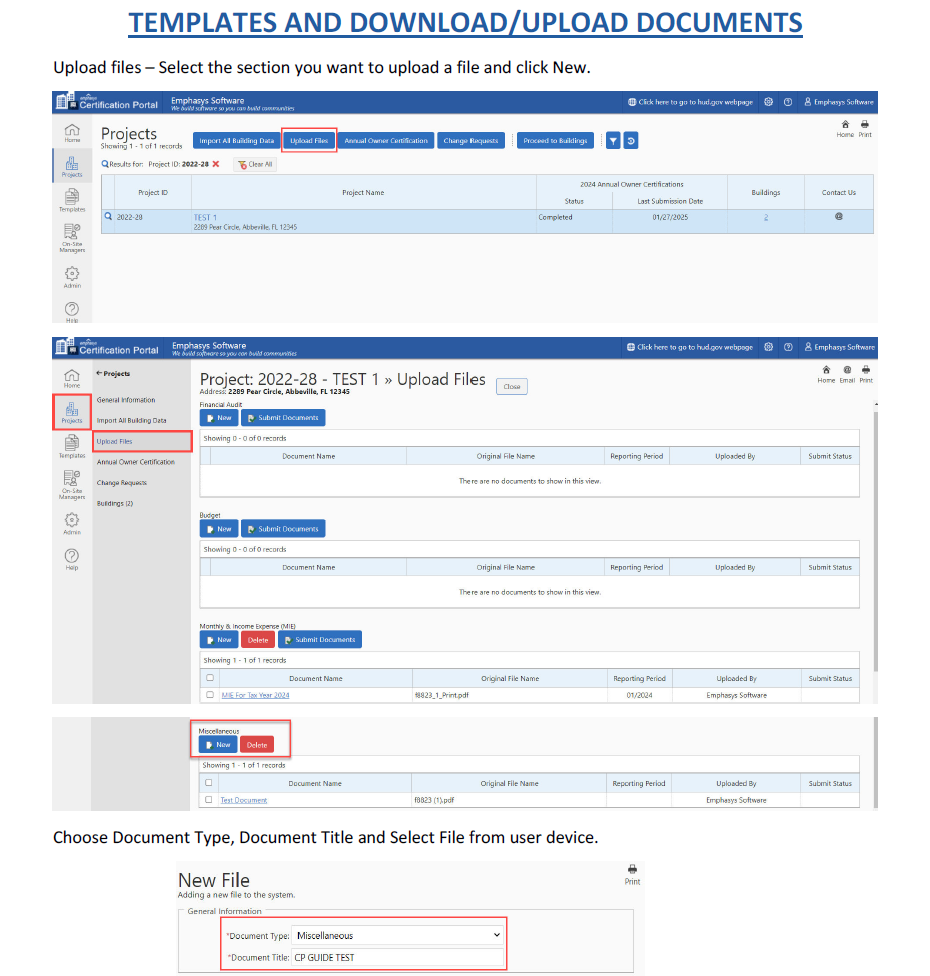 TEMPLATES AND DOWNLOAD/UPLOAD DOCUMENTS
Upload files – Select the section you want to upload a file and click New.
emphasys
Certification Portal
Emphasys Software
We build software so you can build communities
Click here to go to hud.gov webpage
Emphasys Software
Home
Projects
Templates
On-Site
Managers
Admin
Help
Projects
Showing 1 - 1 of 1 records
Import All Building Data
Upload Files
Annual Owner Certification
Change Requests
Proceed to Buildings
Home
Print
Results for: Project ID: 2022-28
Clear All
Project ID
Project Name
2024 Annual Owner Certifications
Status
Last Submission Date
Buildings
Contact Us
2022-28
TEST 1
2289 Pear Circle, Abbeville, FL 12345
Completed
01/27/2025
2
emphasys
Certification Portal
Emphasys Software
We build software so you can build communities
Click here to go to hud.gov webpage
Emphasys Software
Home
Projects
Templates
On-Site
Managers
Admin
Help
Projects
General Information
Import All Building Data
Upload Files
Annual Owner Certification
Change Requests
Buildings (2)
Project: 2022-28 - TEST 1 » Upload Files
Close
Address: 2289 Pear Circle, Abbeville, FL 12345
Home
Email
Print
Financial Audit
New
Submit Documents
Showing 0 - 0 of 0 records
Document Name
Original File Name
Reporting Period
Uploaded By
Submit Status
There are no documents to show in this view.
Budget
New
Submit Documents
Showing 0 - 0 of 0 records
Document Name
Original File Name
Reporting Period
Uploaded By
Submit Status
There are no documents to show in this view.
Monthly & Income Expense (MIE)
New
Delete
Submit Documents
Showing 1 - 1 of 1 records
Document Name
Original File Name
Reporting Period
Uploaded By
Submit Status
MIE For Tax Year 2024
f8823_1_Print.pdf
01/2024
Emphasys Software
Miscellaneous
New
Delete
Showing 1 - 1 of 1 records
Document Name
Original File Name
Reporting Period
Uploaded By
Submit Status
Test Document
f8823 (1).pdf
Emphasys Software
Choose Document Type, Document Title and Select File from user device.
New File
Print
Adding a new file to the system.
General Information
*Document Type: Miscellaneous
*Document Title: CP GUIDE TEST